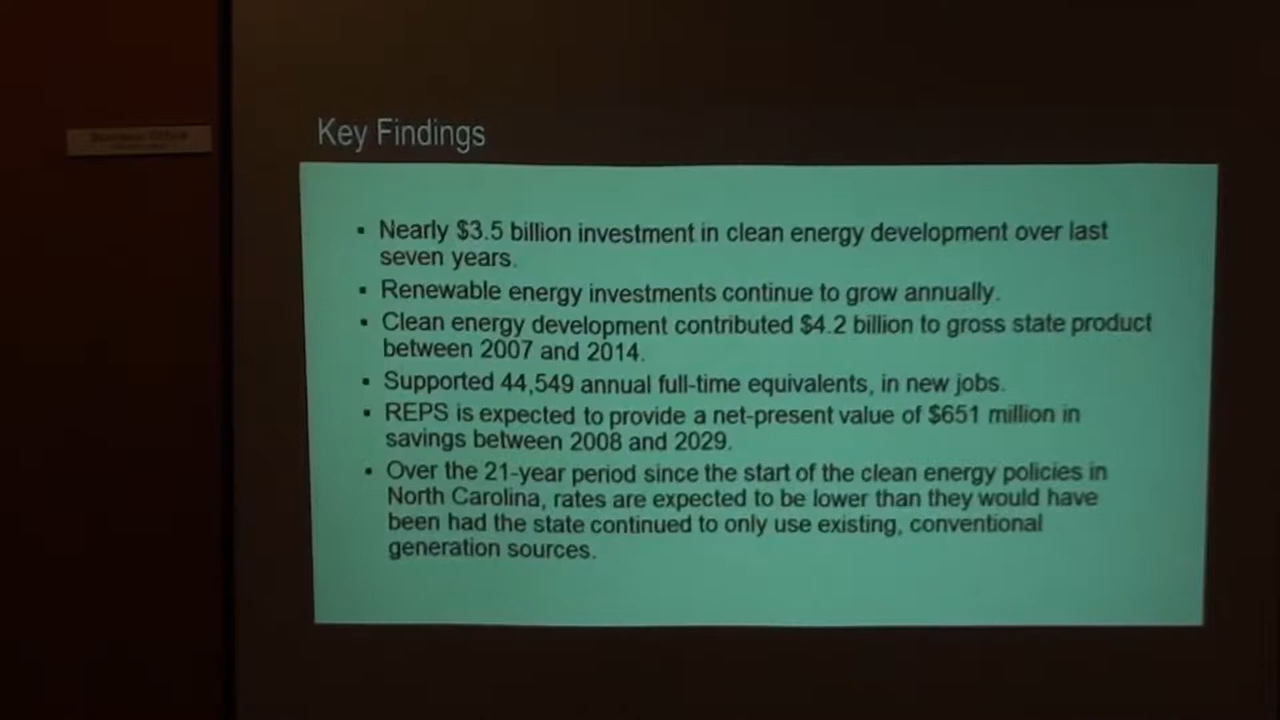 Key Findings
▪ Nearly $3.5 billion investment in clean energy development over last
seven years.
▪ Renewable energy investments continue to grow annually.
▪ Clean energy development contributed $4.2 billion to gross state product
between 2007 and 2014.
▪ Supported 44,549 annual full-time equivalents, in new jobs.
▪ REPS is expected to provide a net-present value of $651 million in
savings between 2008 and 2029.
▪ Over the 21-year period since the start of the clean energy policies in
North Carolina, rates are expected to be lower than they would have
been had the state continued to only use existing, conventional
generation sources.